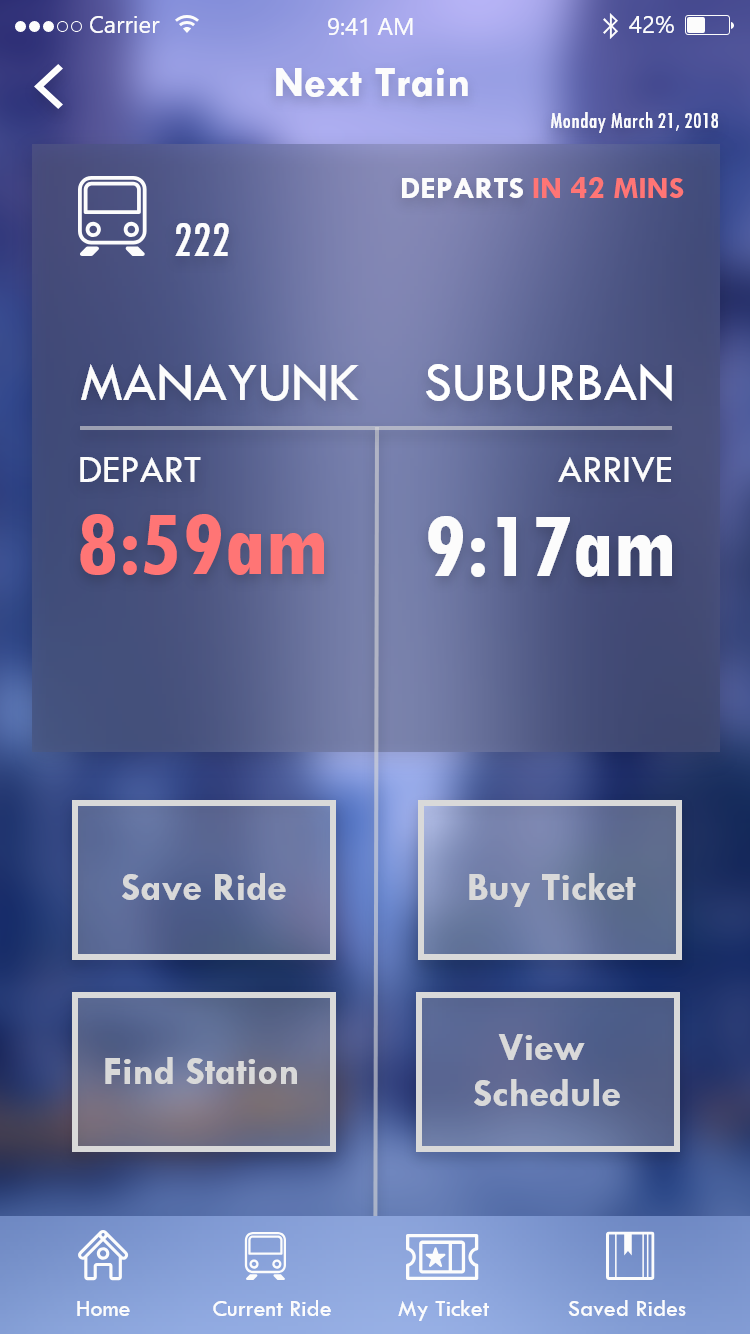 Carrier 9:41 AM 42%
Next Train
Monday March 21, 2018
DEPARTS IN 42 MINS
222
MANAYUNK SUBURBAN
DEPART ARRIVE
8:59am 9:17am
Save Ride Buy Ticket
Find Station
View
Schedule
Home Current Ride My Ticket Saved Rides